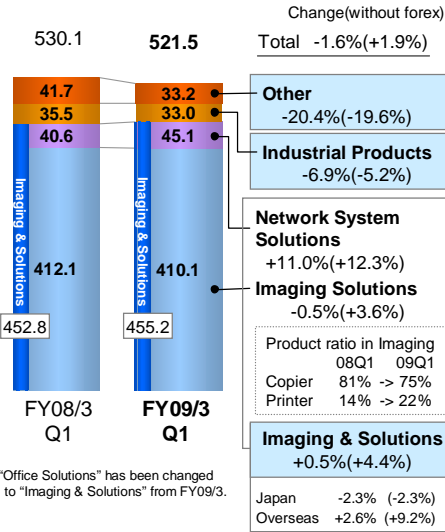 Change(without forex)
530.1
521.5
Total -1.6%(+1.9%)
41.7
33.2
35.5
33.0
40.6
45.1
412.1
410.1
Imaging & Solutions
Imaging & Solutions
452.8
455.2
FY08/3
Q1
FY09/3
Q1
Other
-20.4%(-19.6%)
Industrial Products
-6.9%(-5.2%)
Network System
Solutions
+11.0%(+12.3%)
Imaging Solutions
-0.5%(+3.6%)
Product ratio in Imaging
08Q1 09Q1
Copier 81% -> 75%
Printer 14% -> 22%
Imaging & Solutions
+0.5%(+4.4%)
Japan -2.3% (-2.3%)
Overseas +2.6% (+9.2%)
"Office Solutions" has been changed
to "Imaging & Solutions" from FY09/3.